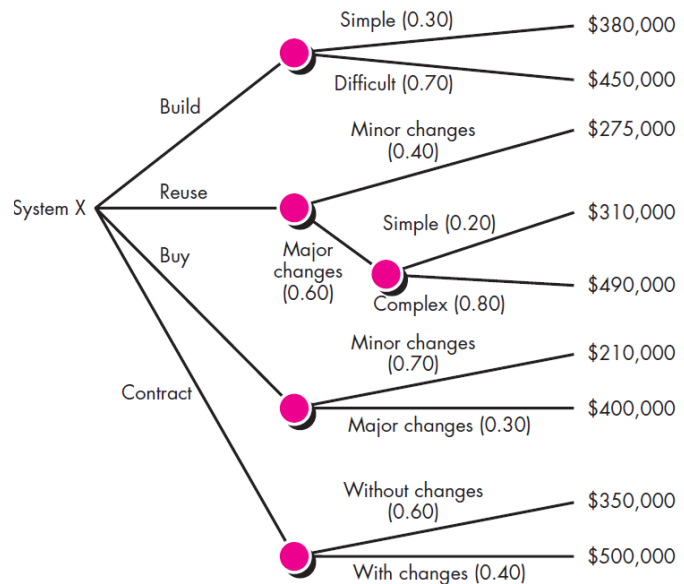 Simple (0.30)
$380,000
Difficult (0.70)
$450,000
Build
Minor changes
(0.40)
$275,000
System X
Reuse
Simple (0.20)
$310,000
Buy
Major
changes
(0.60)
Complex (0.80)
$490,000
Minor changes
(0.70)
$210,000
Contract
Major changes (0.30)
$400,000
Without changes
(0.60)
$350,000
With changes (0.40)
$500,000